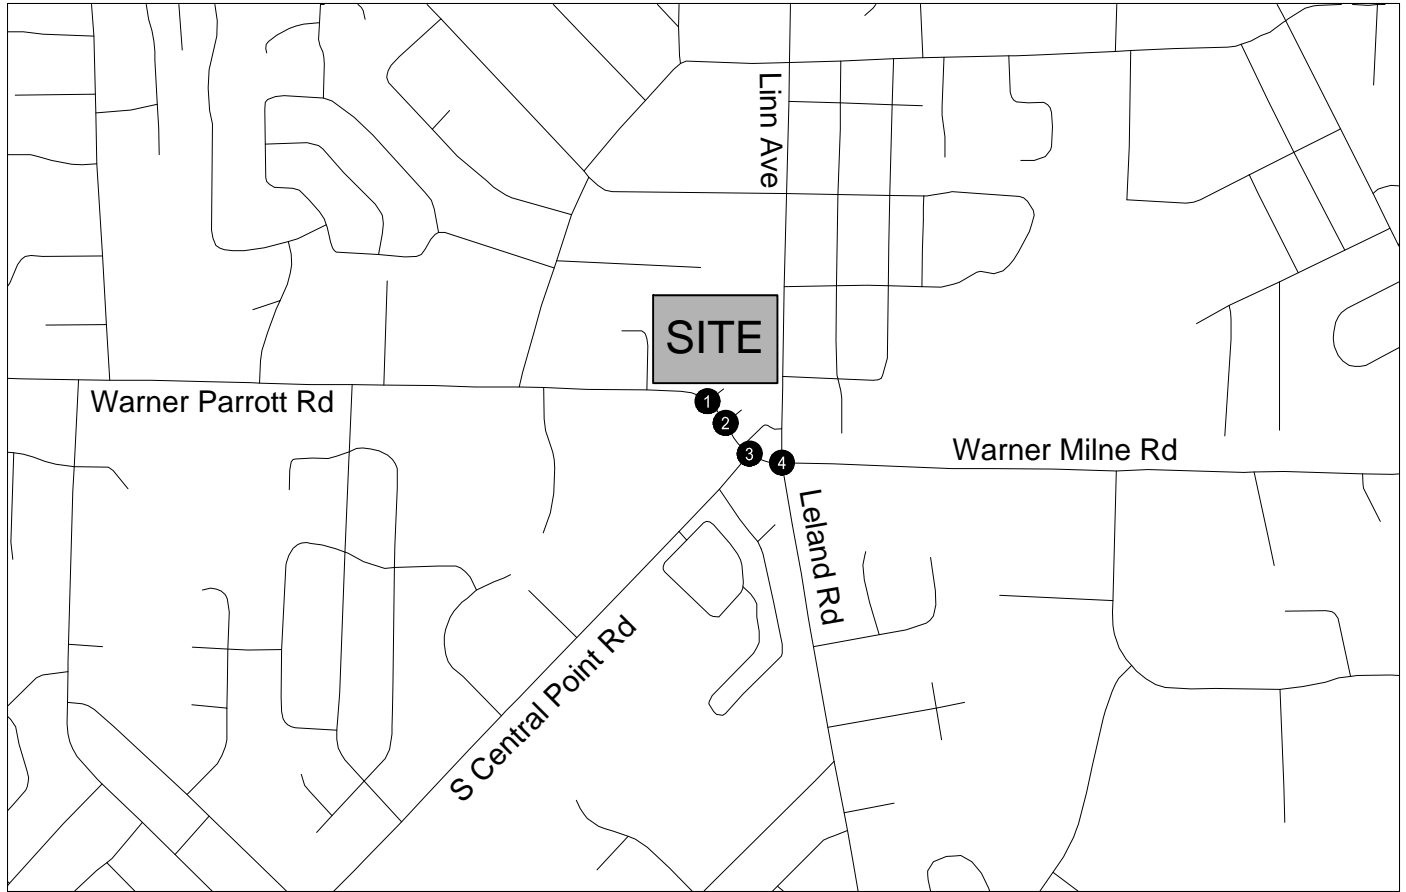 Linn Ave
SITE
Warner Parrott Rd
1
2
3
4
Warner Milne Rd
Leland Rd
S Central Point Rd